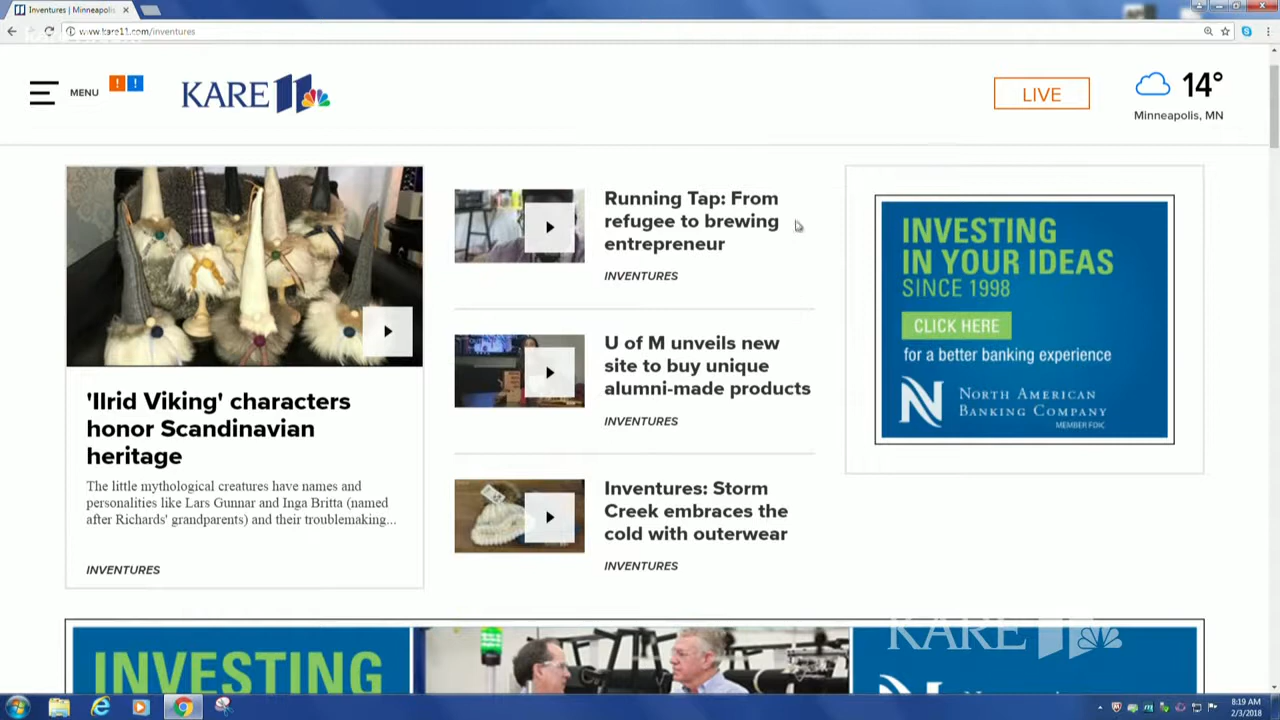 Inventures | Minneapolis
www.kare11.com/inventures
MENU
!
!
KARE 11
LIVE
14°
Minneapolis, MN
'Ilrid Viking' characters
honor Scandinavian
heritage
The little mythological creatures have names and
personalities like Lars Gunnar and Inga Britta (named
after Richards' grandparents) and their troublemaking...
INVENTURES
Running Tap: From
refugee to brewing
entrepreneur
INVENTURES
U of M unveils new
site to buy unique
alumni-made products
INVENTURES
Inventures: Storm
Creek embraces the
cold with outerwear
INVENTURES
INVESTING
IN YOUR IDEAS
SINCE 1998
CLICK HERE
for a better banking experience
N
NORTH AMERICAN
BANKING COMPANY
MEMBER FDIC
NVESTING
KARE 11
8:19 AM
2/3/2018